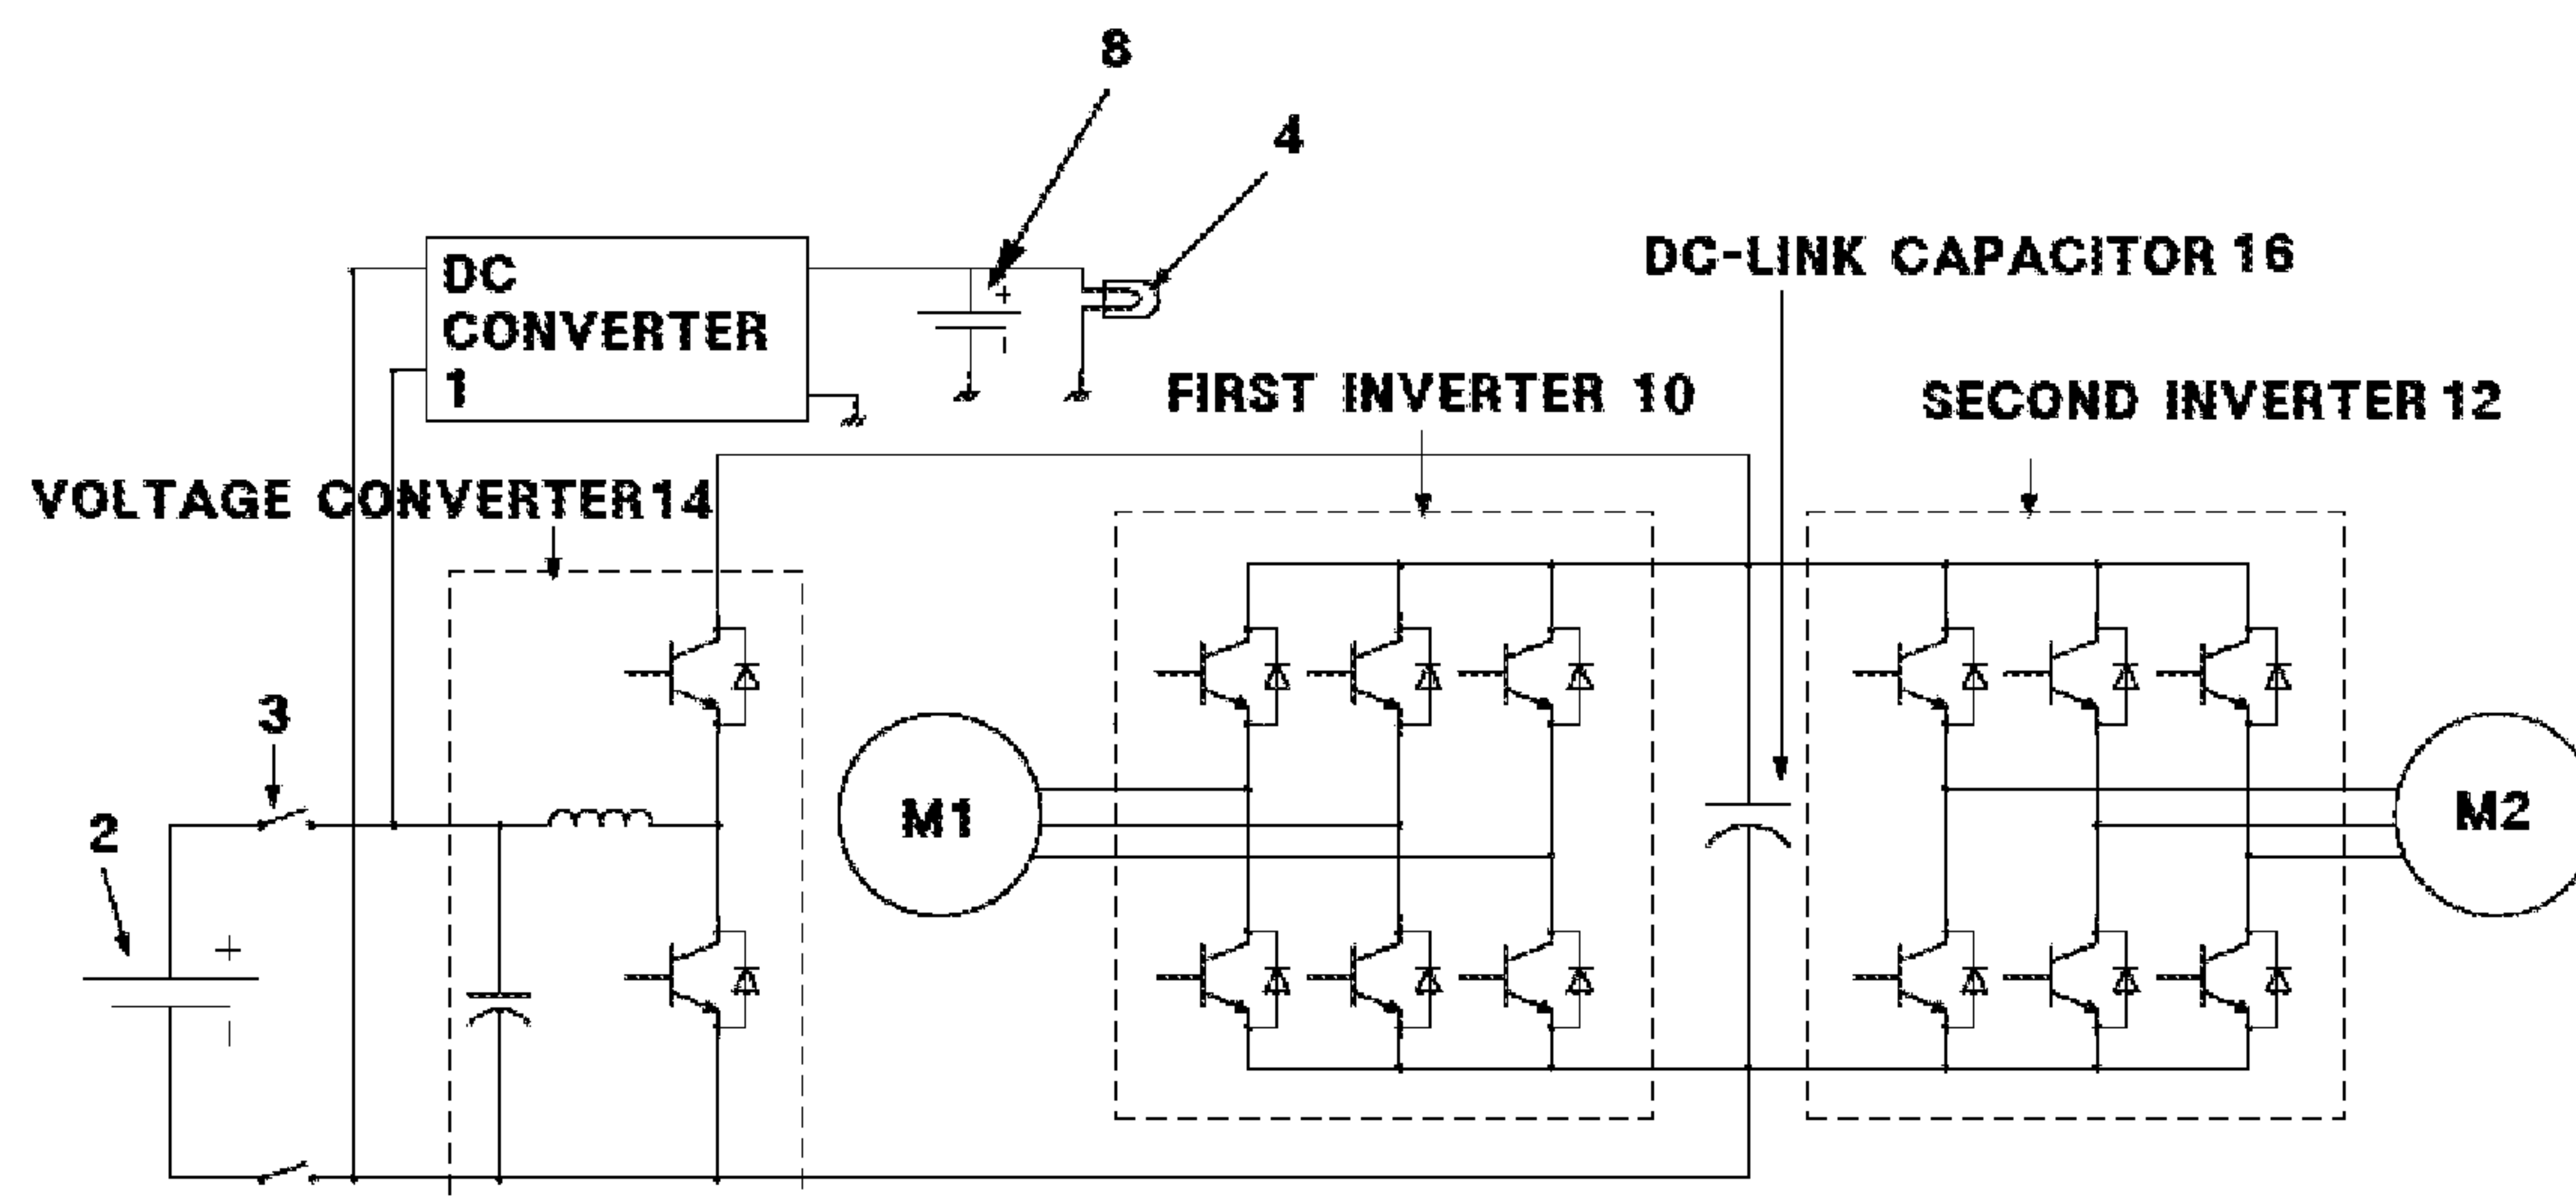 8
4
DC-LINK CAPACITOR 16
DC
CONVERTER
1
+
-
FIRST INVERTER 10
SECOND INVERTER 12
VOLTAGE CONVERTER14
3
2
M1
M2
+
-